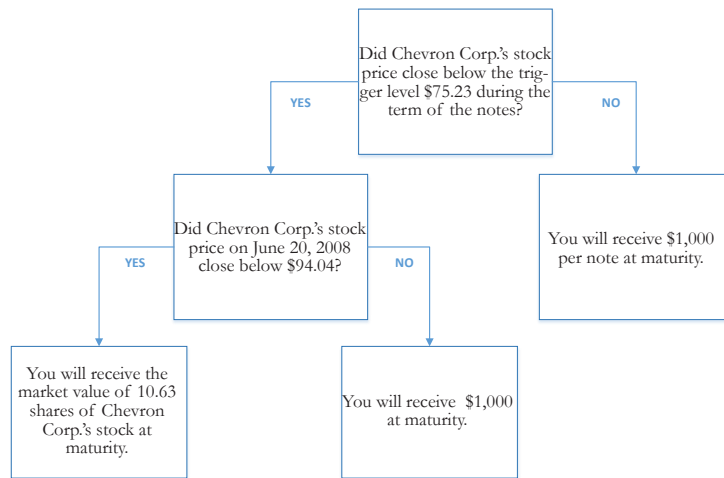 Did Chevron Corp.'s stock
price close below the trig-
ger level $75.23 during the
term of the notes?
YES
NO
Did Chevron Corp.'s stock
price on June 20, 2008
close below $94.04?
You will receive $1,000
per note at maturity.
YES
NO
You will receive the
market value of 10.63
shares of Chevron
Corp.'s stock at
maturity.
You will receive $1,000
at maturity.